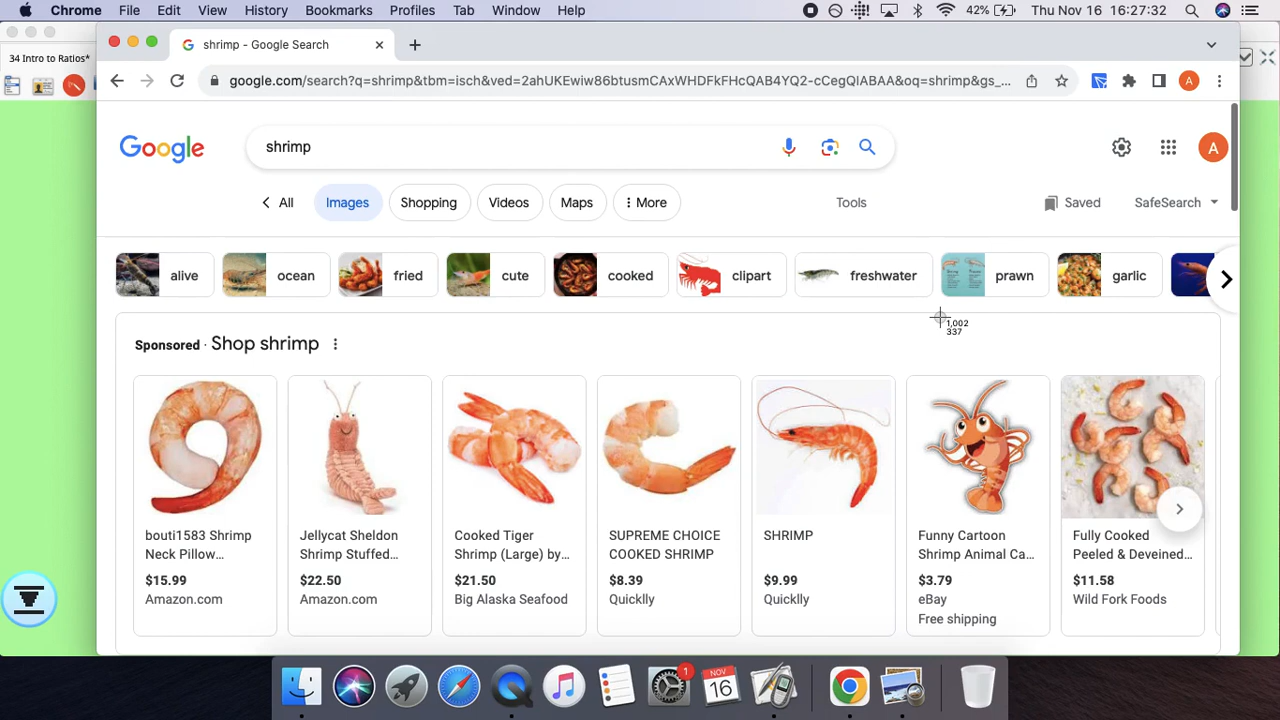 Chrome File Edit View History Bookmarks Profiles Tab Window Help 42% Thu Nov 16 16:27:32
34 Intro to Ratios*
shrimp - Google Search
google.com/search?q=shrimp&tbm=isch&ved=2ahUKEwiw86btusmCAxWHDFkFHcQAB4YQ2-cCegQIABAA&oq=shrimp&gs_...
A
Google
shrimp
A
All Images Shopping Videos Maps More Tools Saved SafeSearch
alive ocean fried cute cooked clipart freshwater prawn garlic
1,002
337
Sponsored · Shop shrimp
bouti1583 Shrimp
Neck Pillow...
$15.99
Amazon.com
Jellycat Sheldon
Shrimp Stuffed...
$22.50
Amazon.com
Cooked Tiger
Shrimp (Large) by...
$21.50
Big Alaska Seafood
SUPREME CHOICE
COOKED SHRIMP
$8.39
Quicklly
SHRIMP
$9.99
Quicklly
Funny Cartoon
Shrimp Animal Ca...
$3.79
eBay
Free shipping
Fully Cooked
Peeled & Deveined...
$11.58
Wild Fork Foods
1
NOV
16